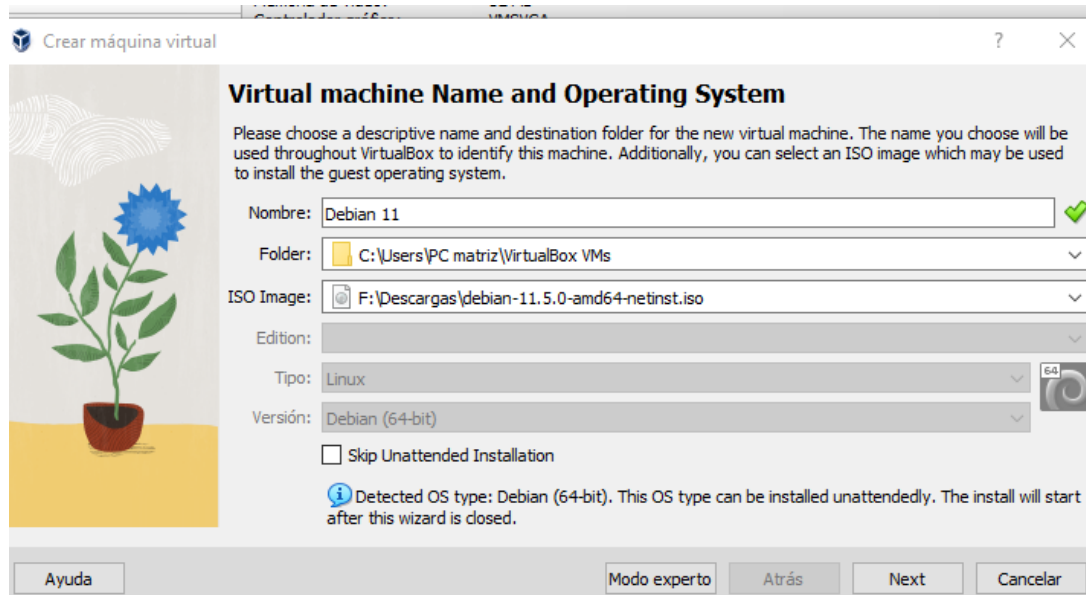 Crear máquina virtual
?
Virtual machine Name and Operating System
Please choose a descriptive name and destination folder for the new virtual machine. The name you choose will be
used throughout VirtualBox to identify this machine. Additionally, you can select an ISO image which may be used
to install the guest operating system.
Nombre: Debian 11
Folder: C:\Users\PC matriz\VirtualBox VMs
ISO Image: F:\Descargas\debian-11.5.0-amd64-netinst.iso
Edition:
Tipo: Linux
64
Versión: Debian (64-bit)
Skip Unattended Installation
Detected OS type: Debian (64-bit). This OS type can be installed unattendedly. The install will start
after this wizard is closed.
Ayuda Modo experto Atrás Next Cancelar